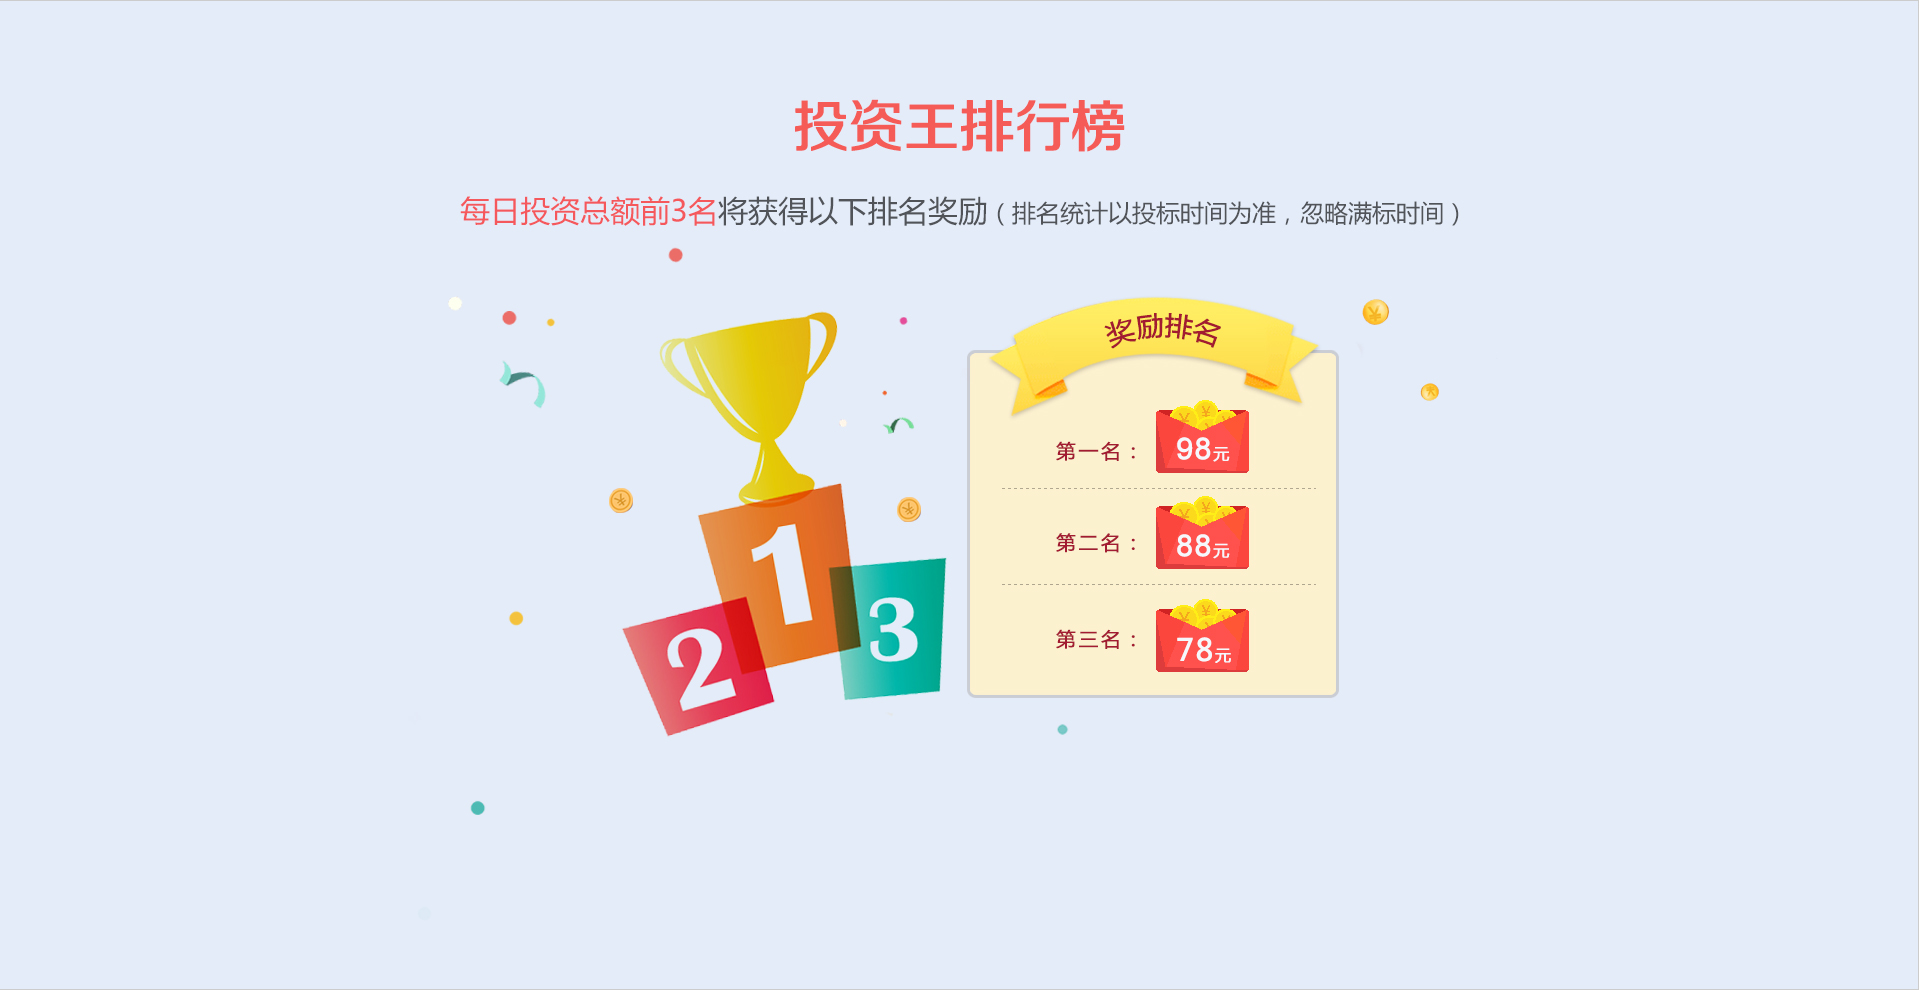 投资王排行榜
每日投资总额前3名将获得以下排名奖励（排名统计以投标时间为准，忽略满标时间）
奖励排名
第一名：98元
第二名：88元
第三名：78元
1
2
3